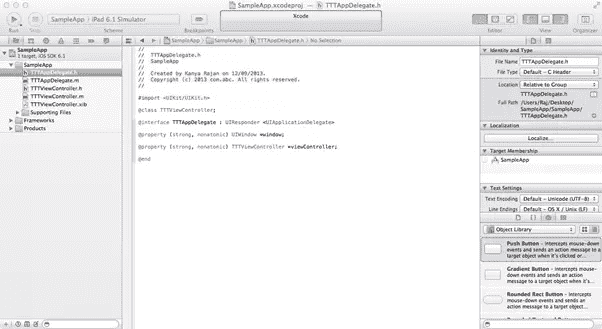 SampleApp.xcodeproj — TTTAppDelegate.h
SampleApp iPad 6.1 Simulator
Xcode
Run Stop Scheme Breakpoints Editor View Organizer
SampleApp
1 target, iOS SDK 6.1
SampleApp
TTTAppDelegate.h
TTTAppDelegate.m
TTTViewController.h
TTTViewController.m
TTTViewController.xib
Supporting Files
Frameworks
Products
SampleApp SampleApp TTTAppDelegate.h No Selection
//
// TTTAppDelegate.h
// SampleApp
//
// Created by Kanya Rajan on 12/09/2013.
// Copyright (c) 2013 com.abc. All rights reserved.
//
#import <UIKit/UIKit.h>
@class TTTViewController;
@interface TTTAppDelegate : UIResponder <UIApplicationDelegate>
@property (strong, nonatomic) UIWindow *window;
@property (strong, nonatomic) TTTViewController *viewController;
@end
Identity and Type
File Name TTTAppDelegate.h
File Type Default - C Header
Location Relative to Group
TTTAppDelegate.h
Full Path /Users/Raj/Desktop/
SampleApp/SampleApp/
TTTAppDelegate.h
Localization
Localize...
Target Membership
SampleApp
Text Settings
Text Encoding Default - Unicode (UTF-8)
Line Endings Default - OS X / Unix (LF)
Object Library
Push Button - Intercepts mouse-down
events and sends an action message to a
target object when it's clicked or...
Gradient Button - Intercepts
mouse-down events and sends an action
message to a target object when it's...
Rounded Rect Button - Intercepts
mouse-down events and sends an action
message to a target object when it's...